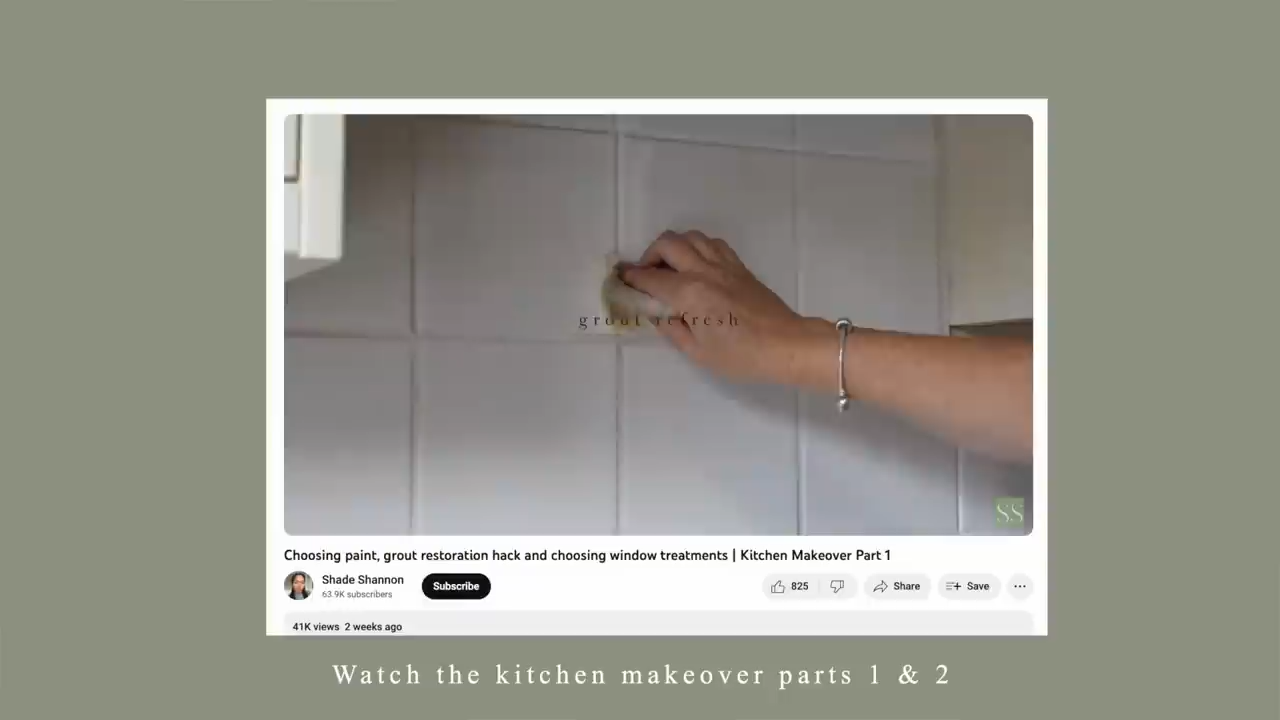 grout refresh
SS
Choosing paint, grout restoration hack and choosing window treatments | Kitchen Makeover Part 1
Shade Shannon
63.9K subscribers
Subscribe
825
Share
Save
41K views 2 weeks ago
Watch the kitchen makeover parts 1 & 2